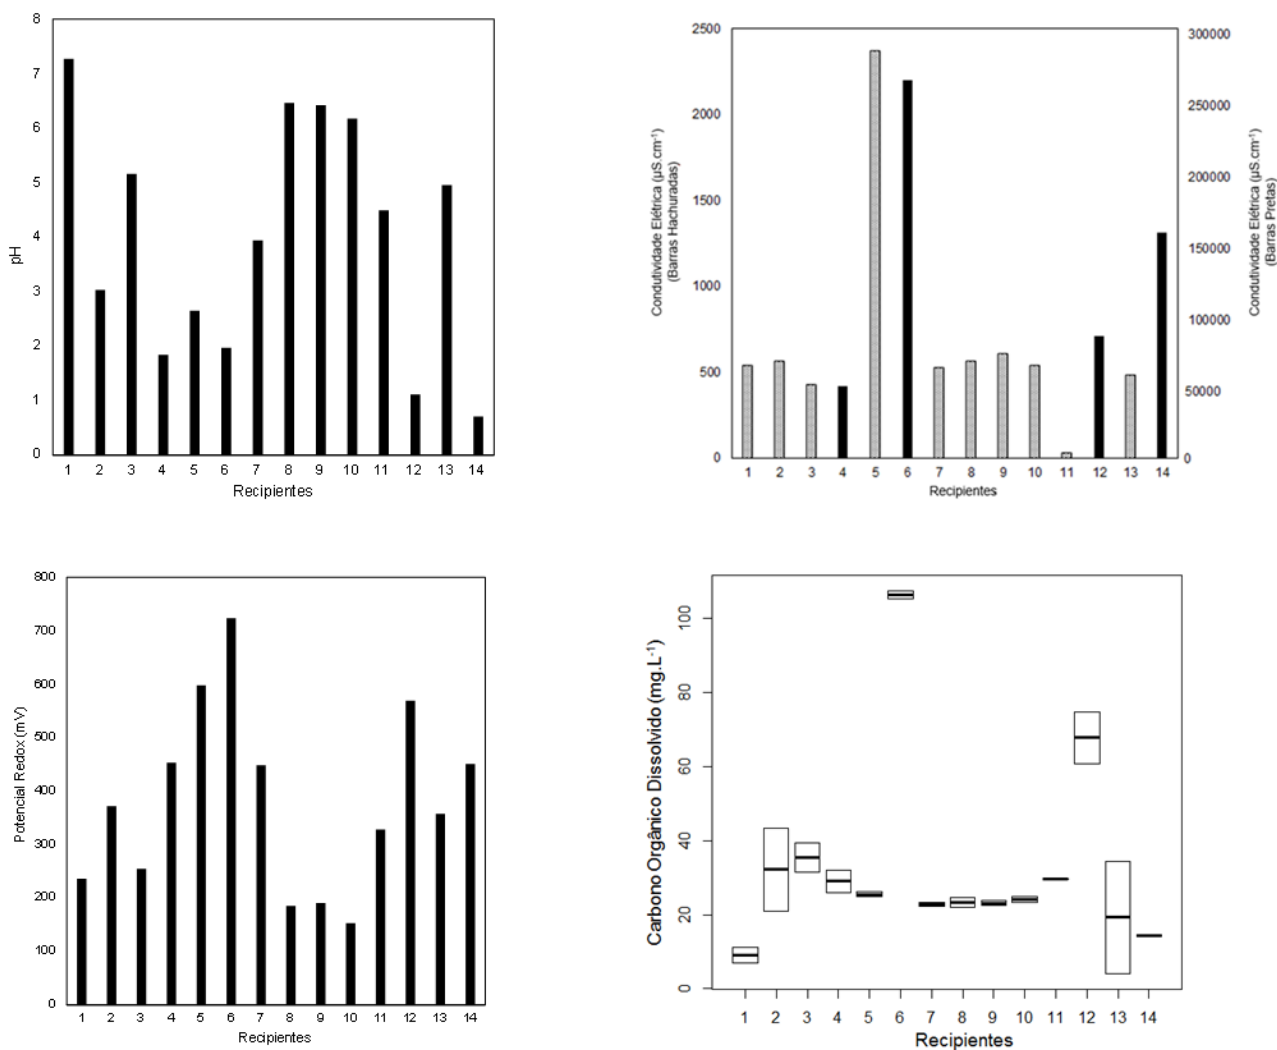 8
7
6
5
4
3
2
1
0
pH
1 2 3 4 5 6 7 8 9 10 11 12 13 14
Recipientes
2500
2000
1500
1000
500
0
Condutividade Elétrica (µS.cm⁻¹)
(Barras Hachuradas)
300000
250000
200000
150000
100000
50000
0
Condutividade Elétrica (µS.cm⁻¹)
(Barras Pretas)
1 2 3 4 5 6 7 8 9 10 11 12 13 14
Recipientes
800
700
600
500
400
300
200
100
0
Potencial Redox (mV)
1 2 3 4 5 6 7 8 9 10 11 12 13 14
Recipientes
100
80
60
40
20
0
Carbono Orgânico Dissolvido (mg.L⁻¹)
1 2 3 4 5 6 7 8 9 10 11 12 13 14
Recipientes